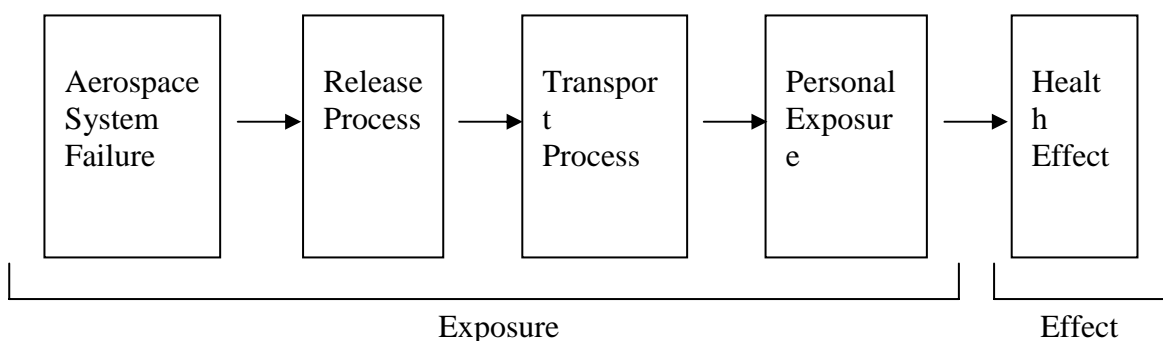 Aerospace
System
Failure
Release
Process
Transpor
t
Process
Personal
Exposur
e
Healt
h
Effect
Exposure
Effect